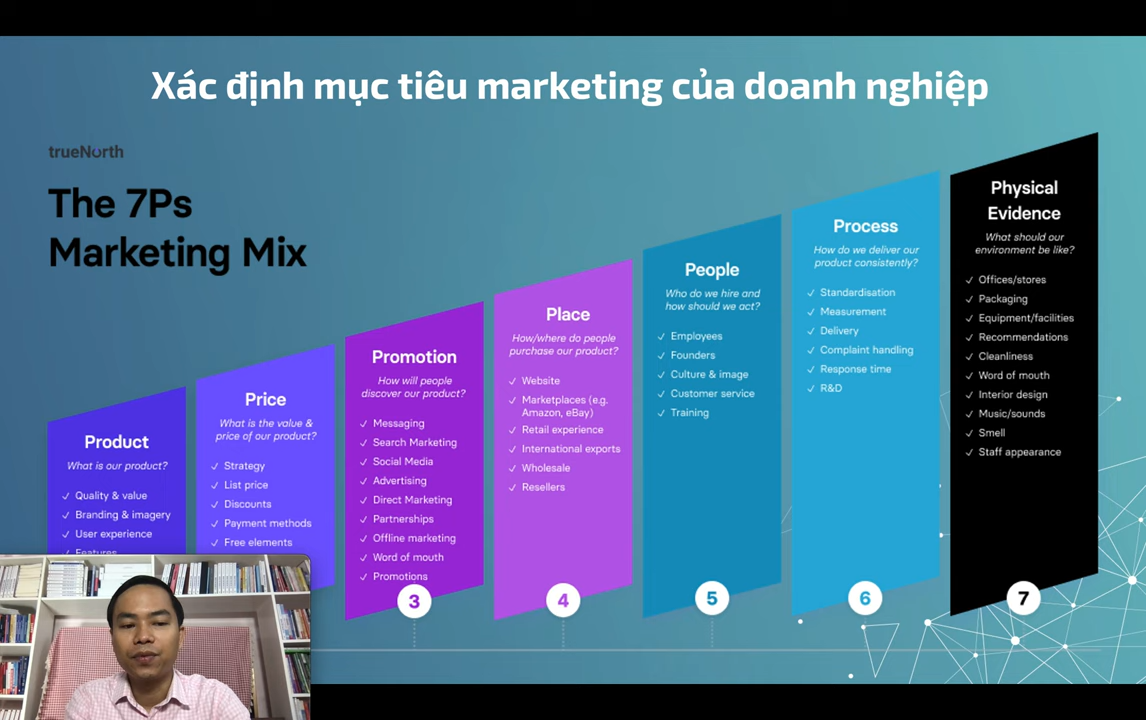 Xác định mục tiêu marketing của doanh nghiệp
trueNorth
The 7Ps
Marketing Mix
Product
What is our product?
✓ Quality & value
✓ Branding & imagery
✓ User experience
✓ Features
Price
What is the value &
price of our product?
✓ Strategy
✓ List price
✓ Discounts
✓ Payment methods
✓ Free elements
Promotion
How will people
discover our product?
✓ Messaging
✓ Search Marketing
✓ Social Media
✓ Advertising
✓ Direct Marketing
✓ Partnerships
✓ Offline marketing
✓ Word of mouth
✓ Promotions
3
Place
How/where do people
purchase our product?
✓ Website
✓ Marketplaces (e.g.
Amazon, eBay)
✓ Retail experience
✓ International exports
✓ Wholesale
✓ Resellers
4
People
Who do we hire and
how should we act?
✓ Employees
✓ Founders
✓ Culture & image
✓ Customer service
✓ Training
5
Process
How do we deliver our
product consistently?
✓ Standardisation
✓ Measurement
✓ Delivery
✓ Complaint handling
✓ Response time
✓ R&D
6
Physical
Evidence
What should our
environment be like?
✓ Offices/stores
✓ Packaging
✓ Equipment/facilities
✓ Recommendations
✓ Cleanliness
✓ Word of mouth
✓ Interior design
✓ Music/sounds
✓ Smell
✓ Staff appearance
7